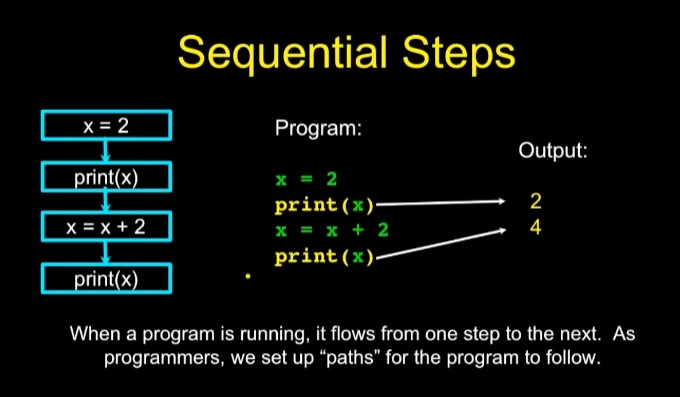 Sequential Steps
x = 2
print(x)
x = x + 2
print(x)
Program:
x = 2
print(x)
x = x + 2
print(x)
Output:
2
4
When a program is running, it flows from one step to the next.  As
programmers, we set up “paths” for the program to follow.